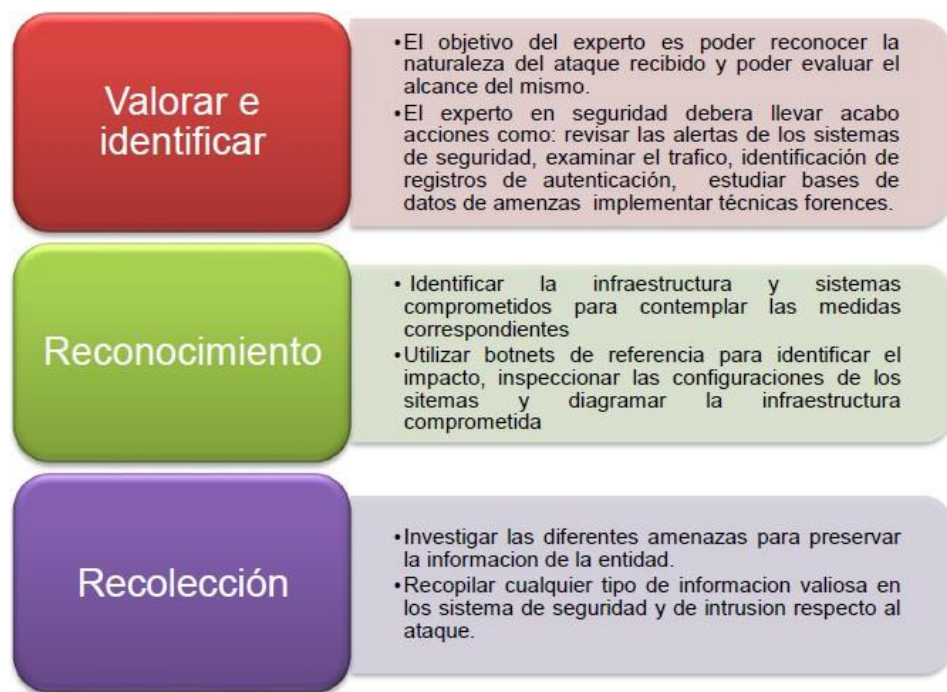 Valorar e
identificar
•El objetivo del experto es poder reconocer la
naturaleza del ataque recibido y poder evaluar el
alcance del mismo.
•El experto en seguridad debera llevar acabo
acciones como: revisar las alertas de los sistemas
de seguridad, examinar el trafico, identificación de
registros de autenticación, estudiar bases de
datos de amenzas implementar técnicas forences.
Reconocimiento
• Identificar la infraestructura y sistemas
comprometidos para contemplar las medidas
correspondientes
•Utilizar botnets de referencia para identificar el
impacto, inspeccionar las configuraciones de los
sitemas y diagramar la infraestructura
comprometida
Recolección
•Investigar las diferentes amenazas para preservar
la informacion de la entidad.
•Recopilar cualquier tipo de informacion valiosa en
los sistema de seguridad y de intrusion respecto al
ataque.